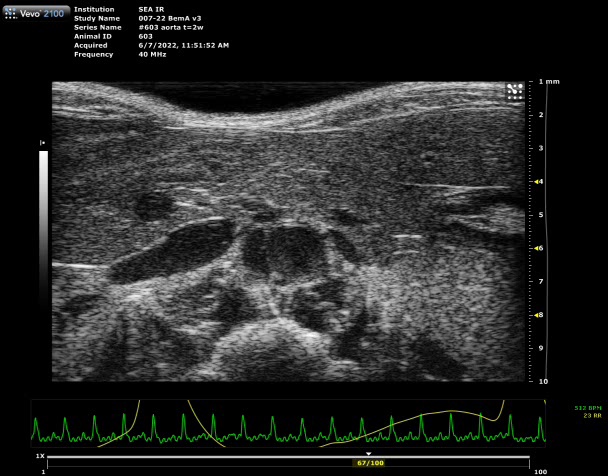 Vevo 2100
Institution SEA IR
Study Name 007-22 BemA v3
Series Name #603 aorta t=2w
Animal ID 603
Acquired 6/7/2022, 11:51:52 AM
Frequency 40 MHz
1 mm
2
3
4
5
6
7
8
9
10
512 BPM
23 RR
1X
67/100
1
100